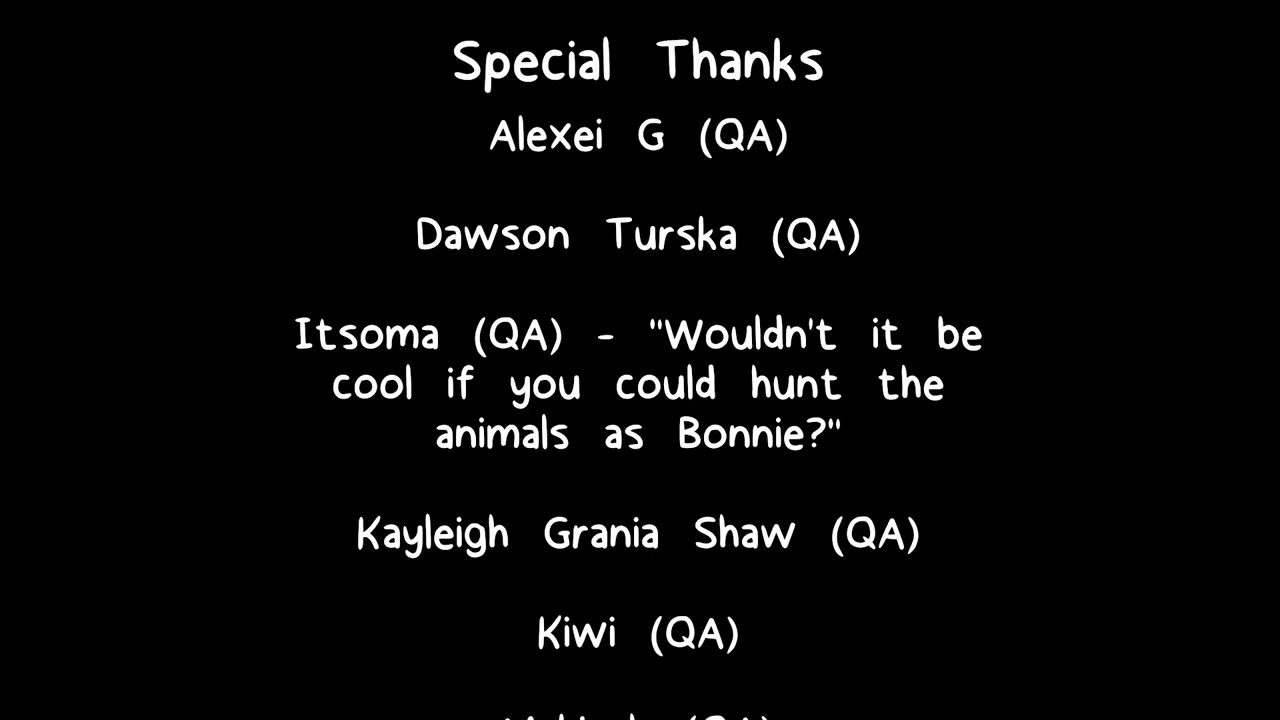 Special Thanks
Alexei G (QA)
Dawson Turska (QA)
Itsoma (QA) - "Wouldn't it be
cool if you could hunt the
animals as Bonnie?"
Kayleigh Grania Shaw (QA)
Kiwi (QA)
(QA)